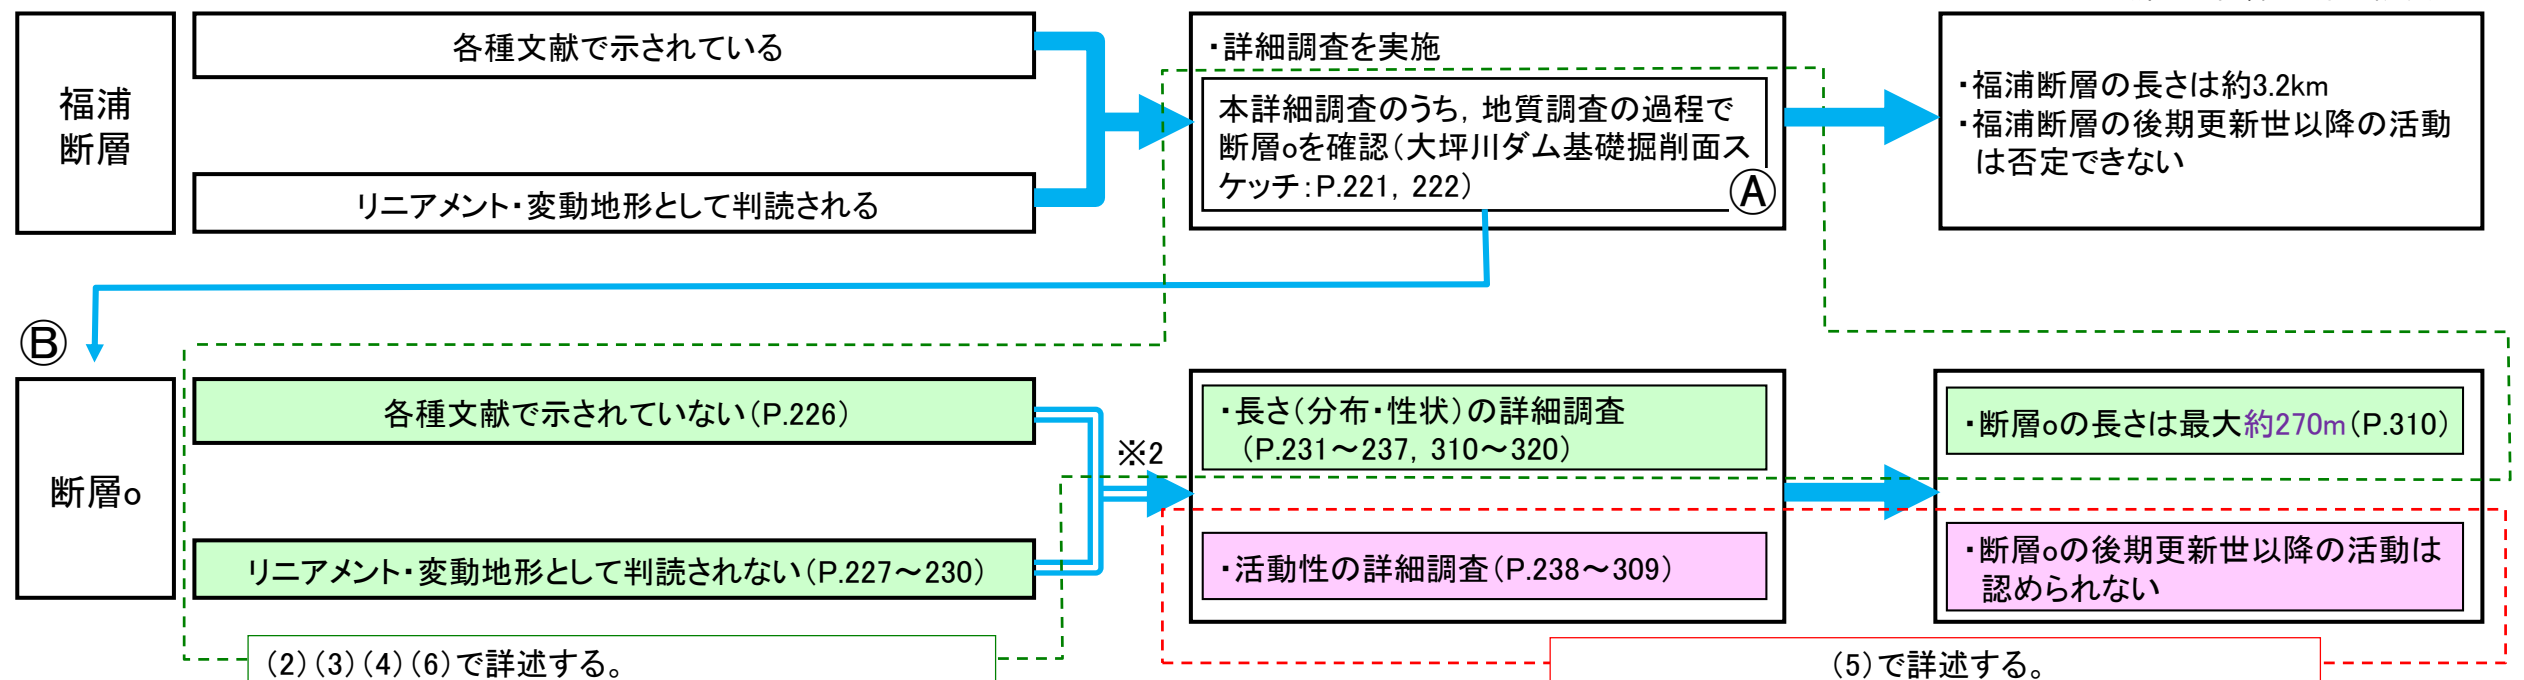 福浦
断層
各種文献で示されている
リニアメント・変動地形として判読される
・詳細調査を実施
本詳細調査のうち，地質調査の過程で
断層oを確認（大坪川ダム基礎掘削面ス
ケッチ：P.221，222）
Ⓐ
・福浦断層の長さは約3.2km
・福浦断層の後期更新世以降の活動
は否定できない
Ⓑ
断層o
各種文献で示されていない（P.226）
リニアメント・変動地形として判読されない（P.227～230）
※2
・長さ（分布・性状）の詳細調査
（P.231～237，310～320）
・活動性の詳細調査（P.238～309）
・断層oの長さは最大約270m（P.310）
・断層oの後期更新世以降の活動は
認められない
（2）（3）（4）（6）で詳述する。
（5）で詳述する。